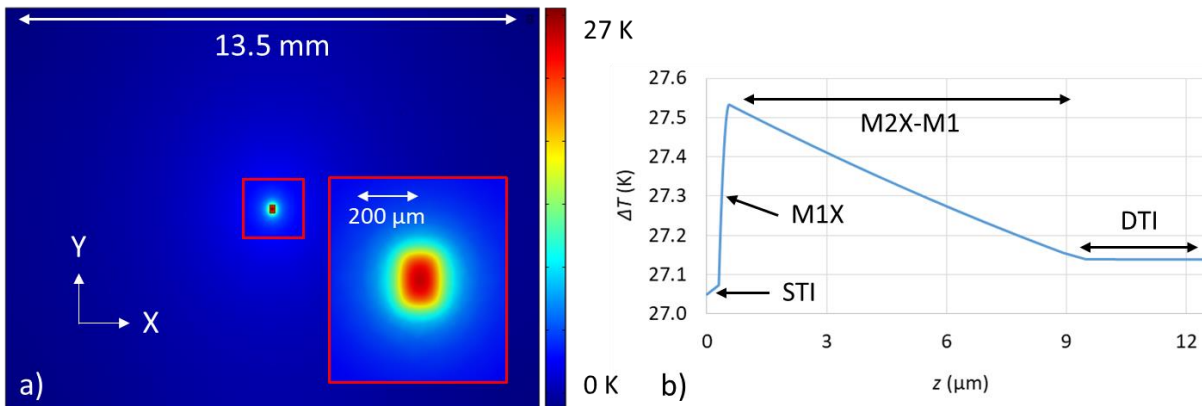 13.5 mm
27 K
200 µm
Y
X
a)
0 K
27.6
27.5
27.4
27.3
27.2
27.1
27.0
ΔT (K)
M2X-M1
M1X
DTI
STI
0
3
6
9
12
z (µm)
b)